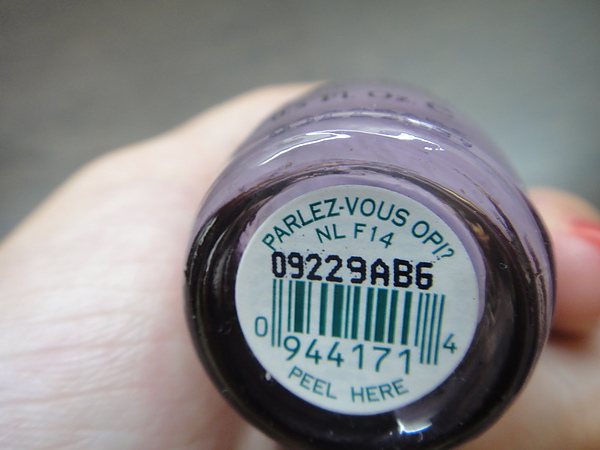 PARLEZ-VOUS OPI?
NL F14
09229AB6
0 944171 4
PEEL HERE